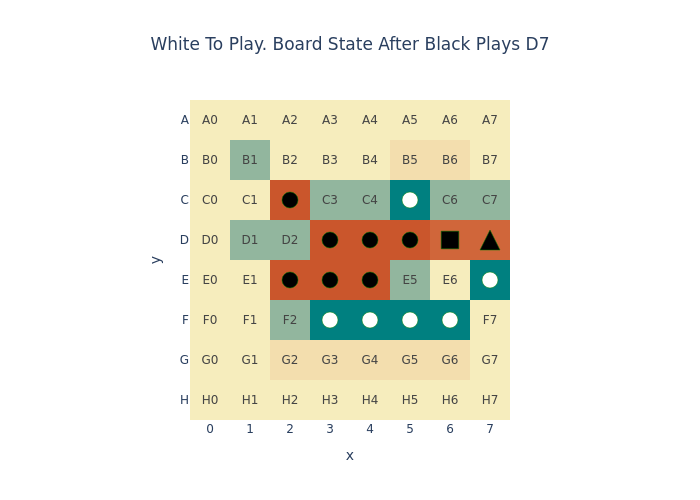 White To Play. Board State After Black Plays D7
A A0 A1 A2 A3 A4 A5 A6 A7
B B0 B1 B2 B3 B4 B5 B6 B7
C C0 C1 C3 C4 C6 C7
D D0 D1 D2
E E0 E1 E5 E6
F F0 F1 F2 F7
G G0 G1 G2 G3 G4 G5 G6 G7
H H0 H1 H2 H3 H4 H5 H6 H7
0 1 2 3 4 5 6 7
x
y